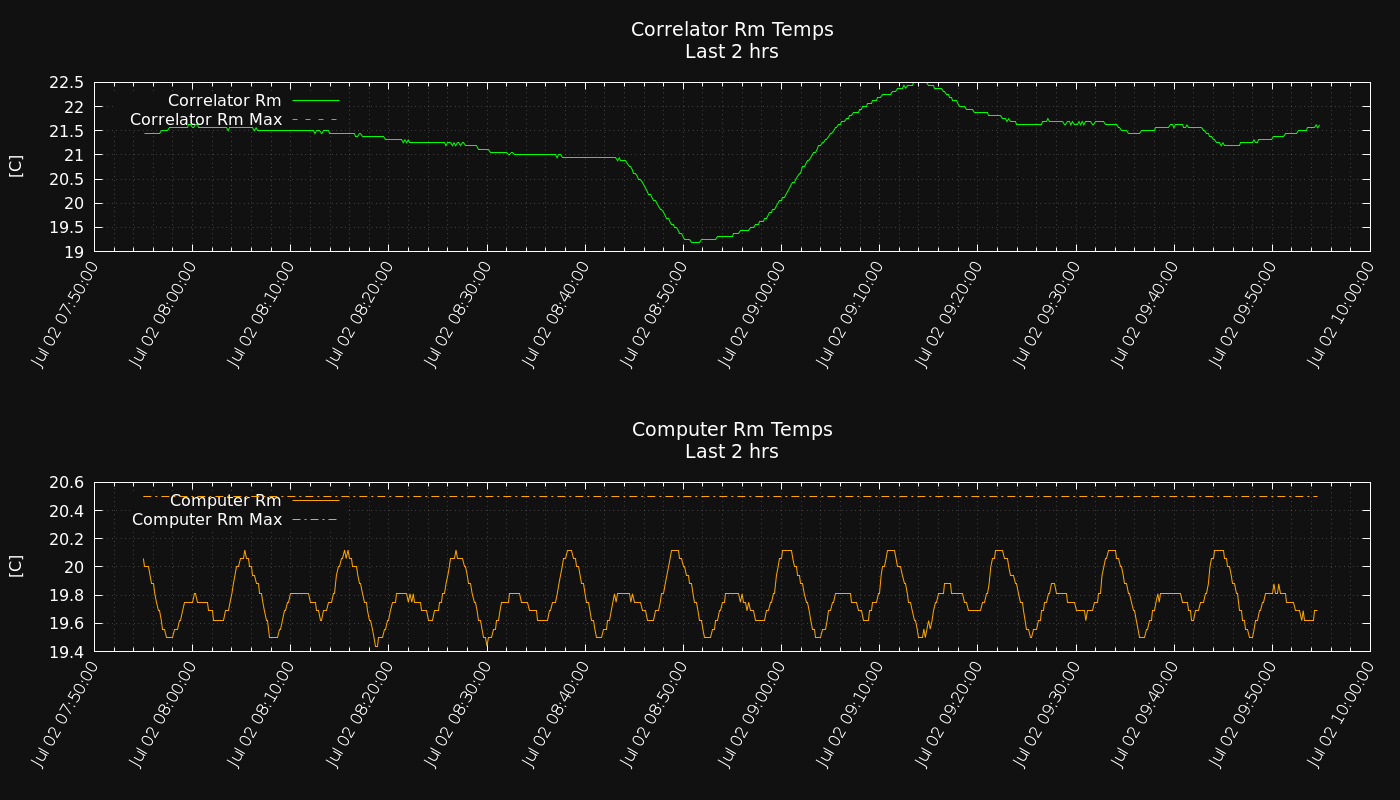 Correlator Rm Temps
Last 2 hrs
Correlator Rm
Correlator Rm Max
[C]
22.5
22
21.5
21
20.5
20
19.5
19
Jul 02 07:50:00
Jul 02 08:00:00
Jul 02 08:10:00
Jul 02 08:20:00
Jul 02 08:30:00
Jul 02 08:40:00
Jul 02 08:50:00
Jul 02 09:00:00
Jul 02 09:10:00
Jul 02 09:20:00
Jul 02 09:30:00
Jul 02 09:40:00
Jul 02 09:50:00
Jul 02 10:00:00
Computer Rm Temps
Last 2 hrs
Computer Rm
Computer Rm Max
[C]
20.6
20.4
20.2
20
19.8
19.6
19.4
Jul 02 07:50:00
Jul 02 08:00:00
Jul 02 08:10:00
Jul 02 08:20:00
Jul 02 08:30:00
Jul 02 08:40:00
Jul 02 08:50:00
Jul 02 09:00:00
Jul 02 09:10:00
Jul 02 09:20:00
Jul 02 09:30:00
Jul 02 09:40:00
Jul 02 09:50:00
Jul 02 10:00:00